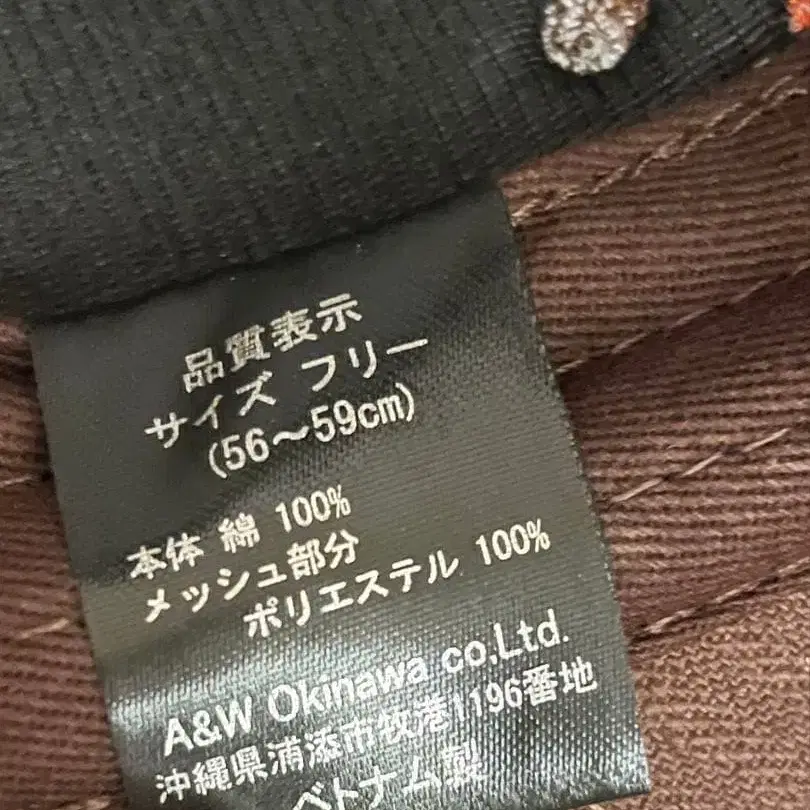 品質表示
サイズ フリー
(56～59cm)
本体 綿 100%
メッシュ部分
ポリエステル 100%
A&W Okinawa co,Ltd.
沖縄県浦添市牧港1196番地
ベトナム製